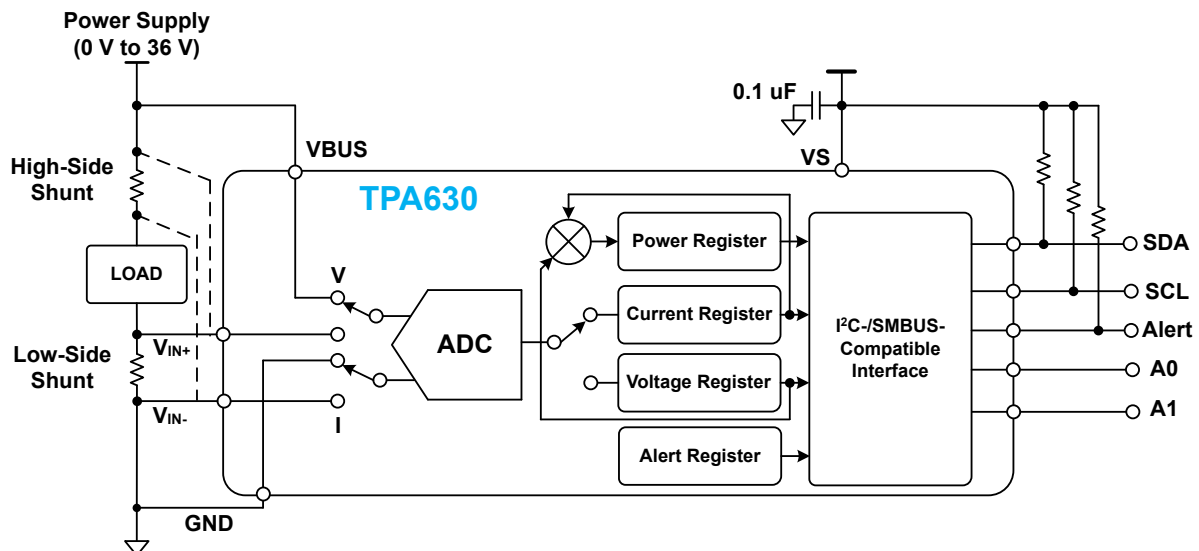 Power Supply
(0 V to 36 V)
0.1 uF
VBUS
VS
High-Side
Shunt
TPA630
Power Register
SDA
LOAD
V
Current Register
I²C-/SMBUS-
Compatible
Interface
SCL
ADC
Alert
VIN+
Low-Side
Shunt
Voltage Register
A0
VIN-
I
A1
Alert Register
GND